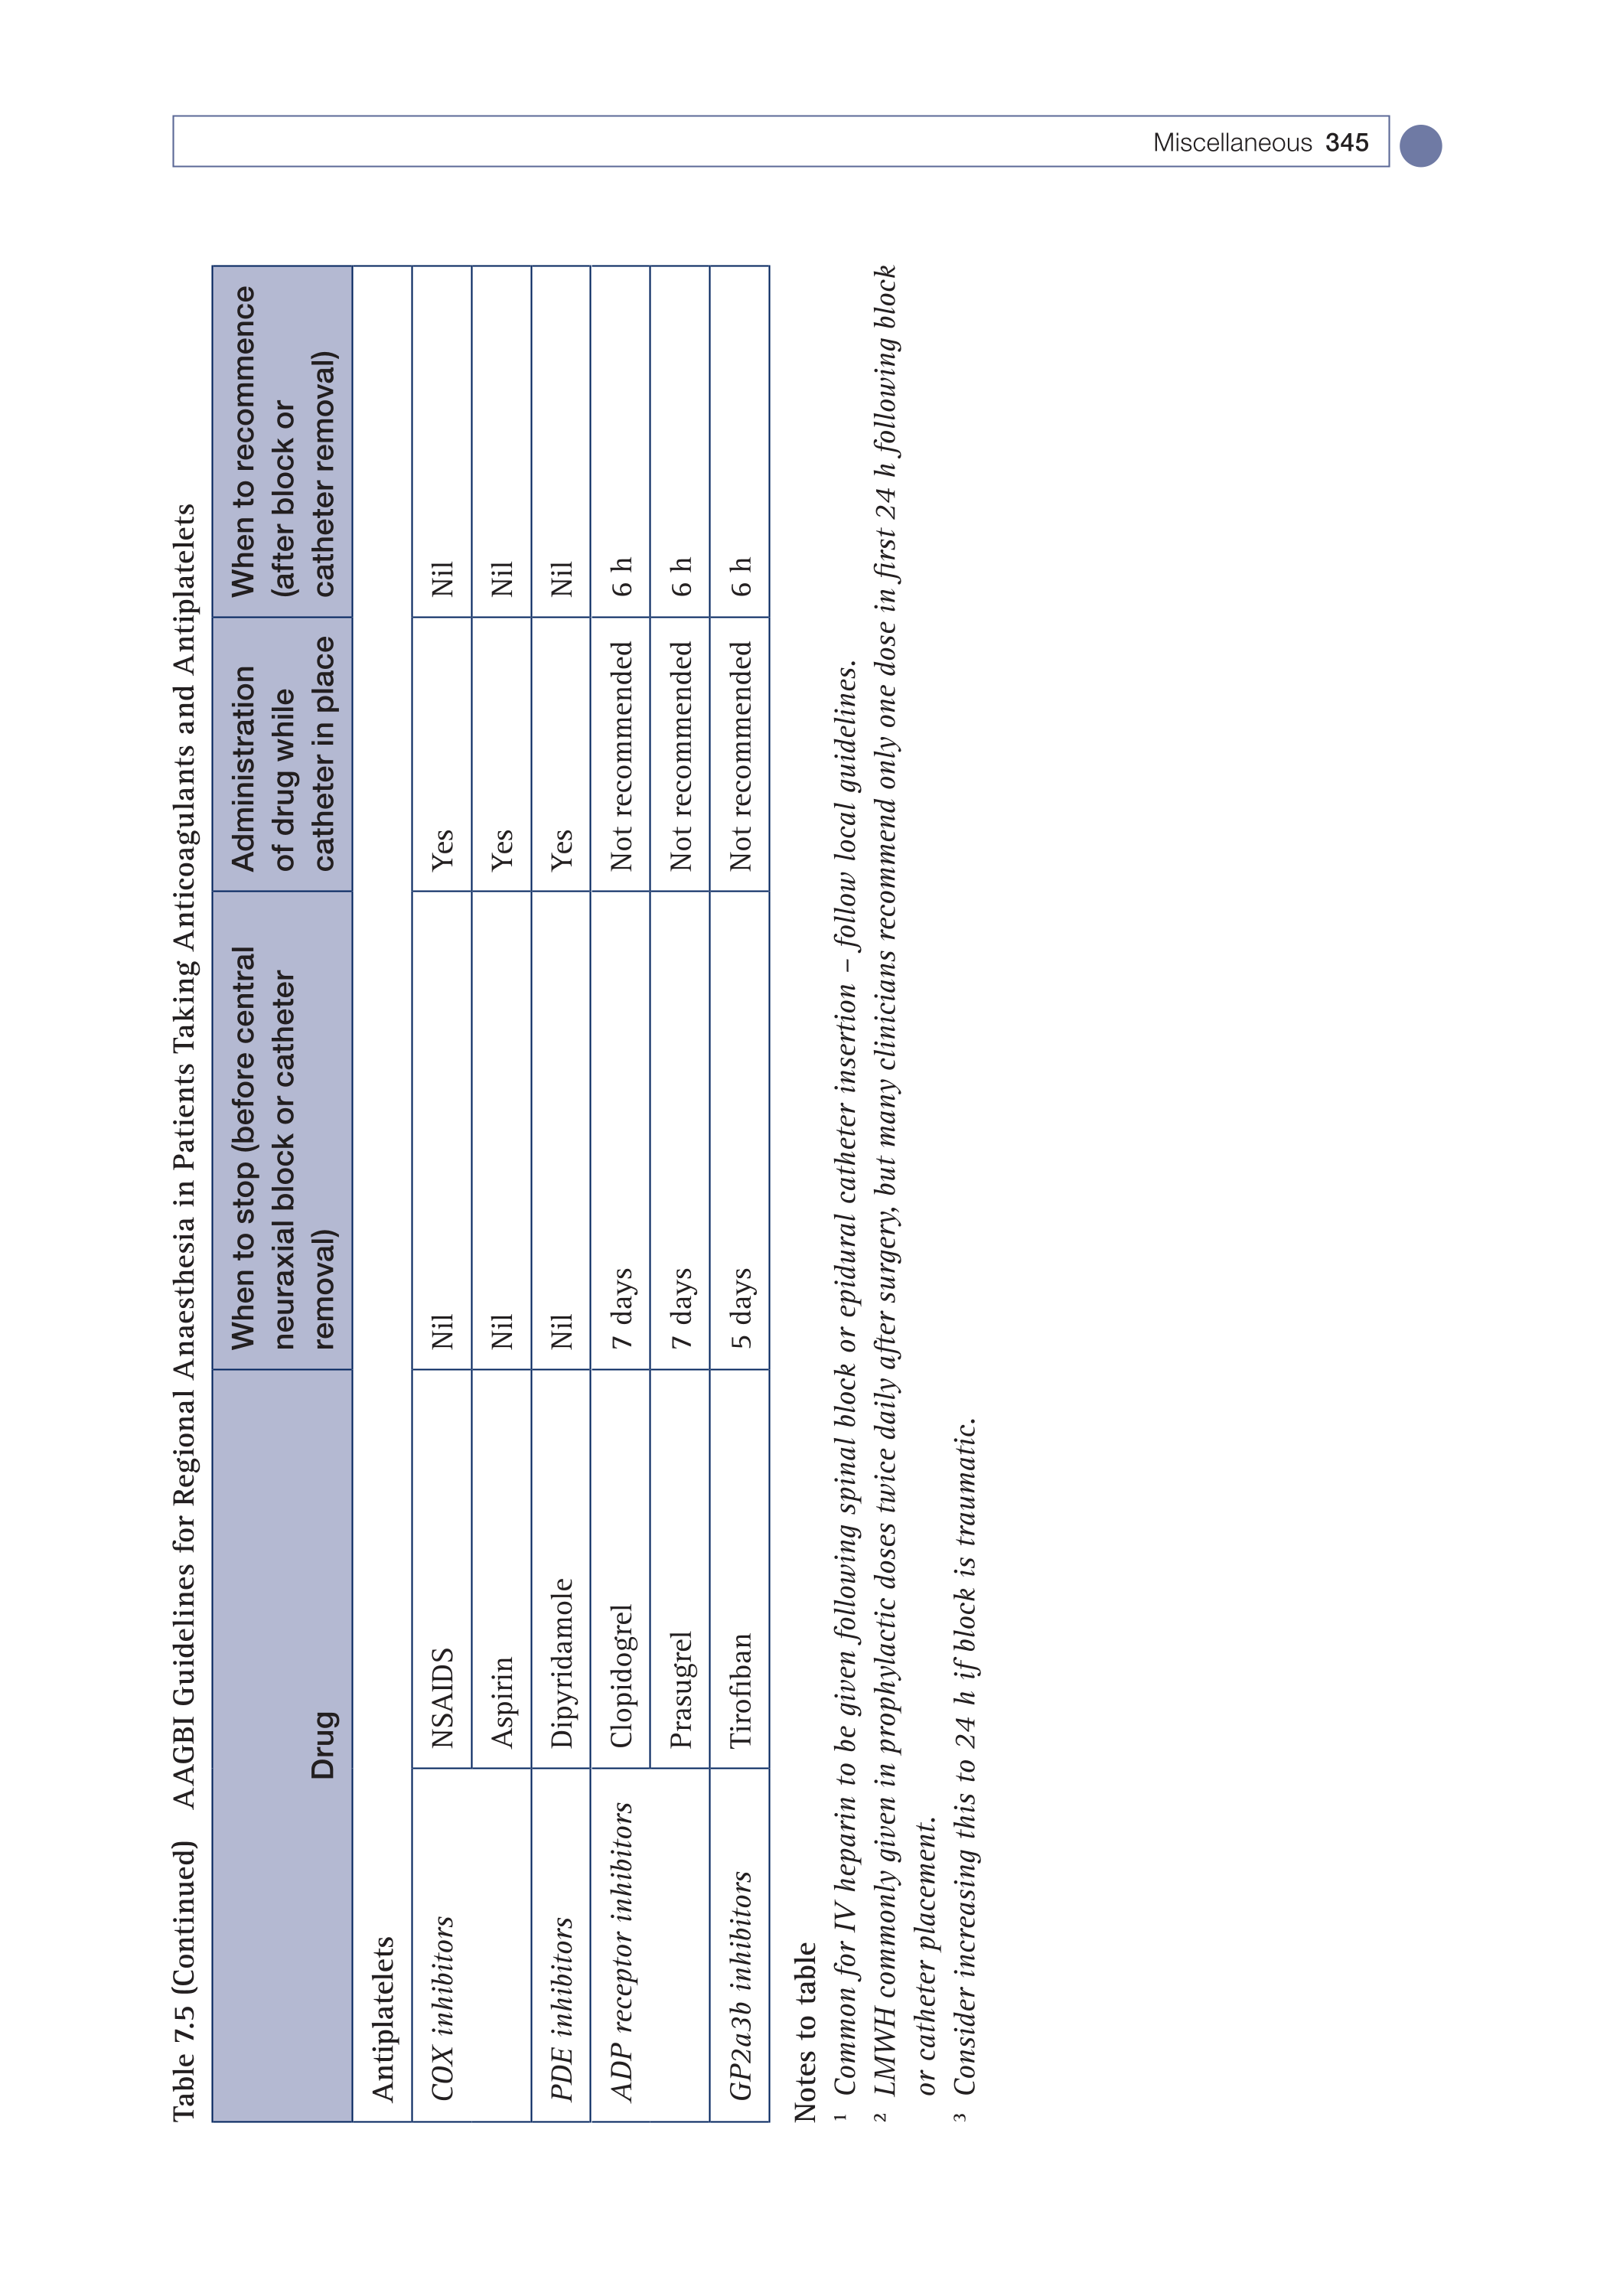 Miscellaneous 345
Table 7.5 (Continued) AAGBI Guidelines for Regional Anaesthesia in Patients Taking Anticoagulants and Antiplatelets
Drug
When to stop (before central
neuraxial block or catheter
removal)
Administration
of drug while
catheter in place
When to recommence
(after block or
catheter removal)
Antiplatelets
COX inhibitors NSAIDS Nil Yes Nil
Aspirin Nil Yes Nil
PDE inhibitors Dipyridamole Nil Yes Nil
ADP receptor inhibitors Clopidogrel 7 days Not recommended 6 h
Prasugrel 7 days Not recommended 6 h
GP2a3b inhibitors Tirofiban 5 days Not recommended 6 h
Notes to table
1 Common for IV heparin to be given following spinal block or epidural catheter insertion – follow local guidelines.
2 LMWH commonly given in prophylactic doses twice daily after surgery, but many clinicians recommend only one dose in first 24 h following block
or catheter placement.
3 Consider increasing this to 24 h if block is traumatic.